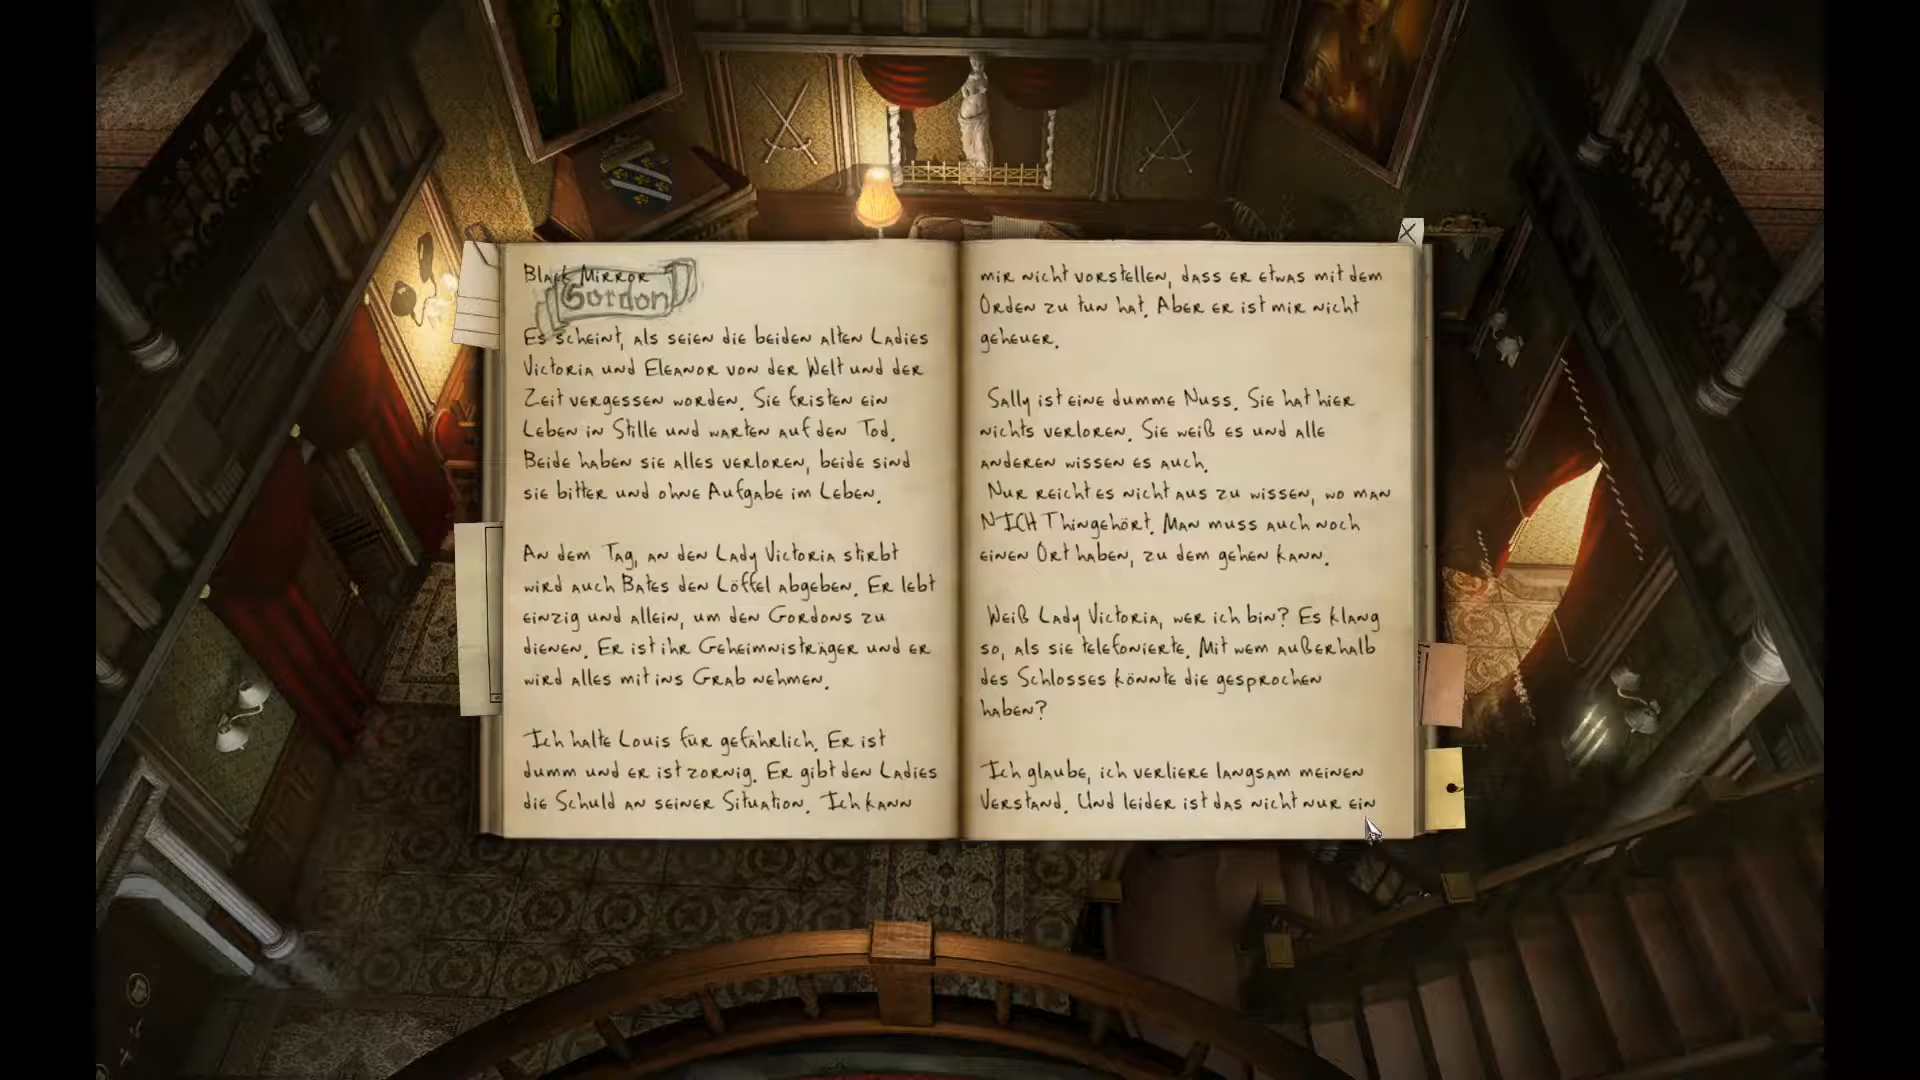 Black Mirror
Gordon
Es scheint, als seien die beiden alten Ladies
Victoria und Eleanor von der Welt und der
Zeit vergessen worden. Sie fristen ein
Leben in Stille und warten auf den Tod.
Beide haben sie alles verloren, beide sind
sie bitter und ohne Aufgabe im Leben.
An dem Tag, an den Lady Victoria stirbt
wird auch Bates den Löffel abgeben. Er lebt
einzig und allein, um den Gordons zu
dienen. Er ist ihr Geheimnisträger und er
wird alles mit ins Grab nehmen.
Ich halte Louis für gefährlich. Er ist
dumm und er ist zornig. Er gibt den Ladies
die Schuld an seiner Situation. Ich kann
mir nicht vorstellen, dass er etwas mit dem
Orden zu tun hat. Aber er ist mir nicht
geheuer.
Sally ist eine dumme Nuss. Sie hat hier
nichts verloren. Sie weiß es und alle
anderen wissen es auch.
Nur reicht es nicht aus zu wissen, wo man
NICHT hingehört. Man muss auch noch
einen Ort haben, zu dem gehen kann.
Weiß Lady Victoria, wer ich bin? Es klang
so, als sie telefonierte. Mit wem außerhalb
des Schlosses könnte die gesprochen
haben?
Ich glaube, ich verliere langsam meinen
Verstand. Und leider ist das nicht nur ein